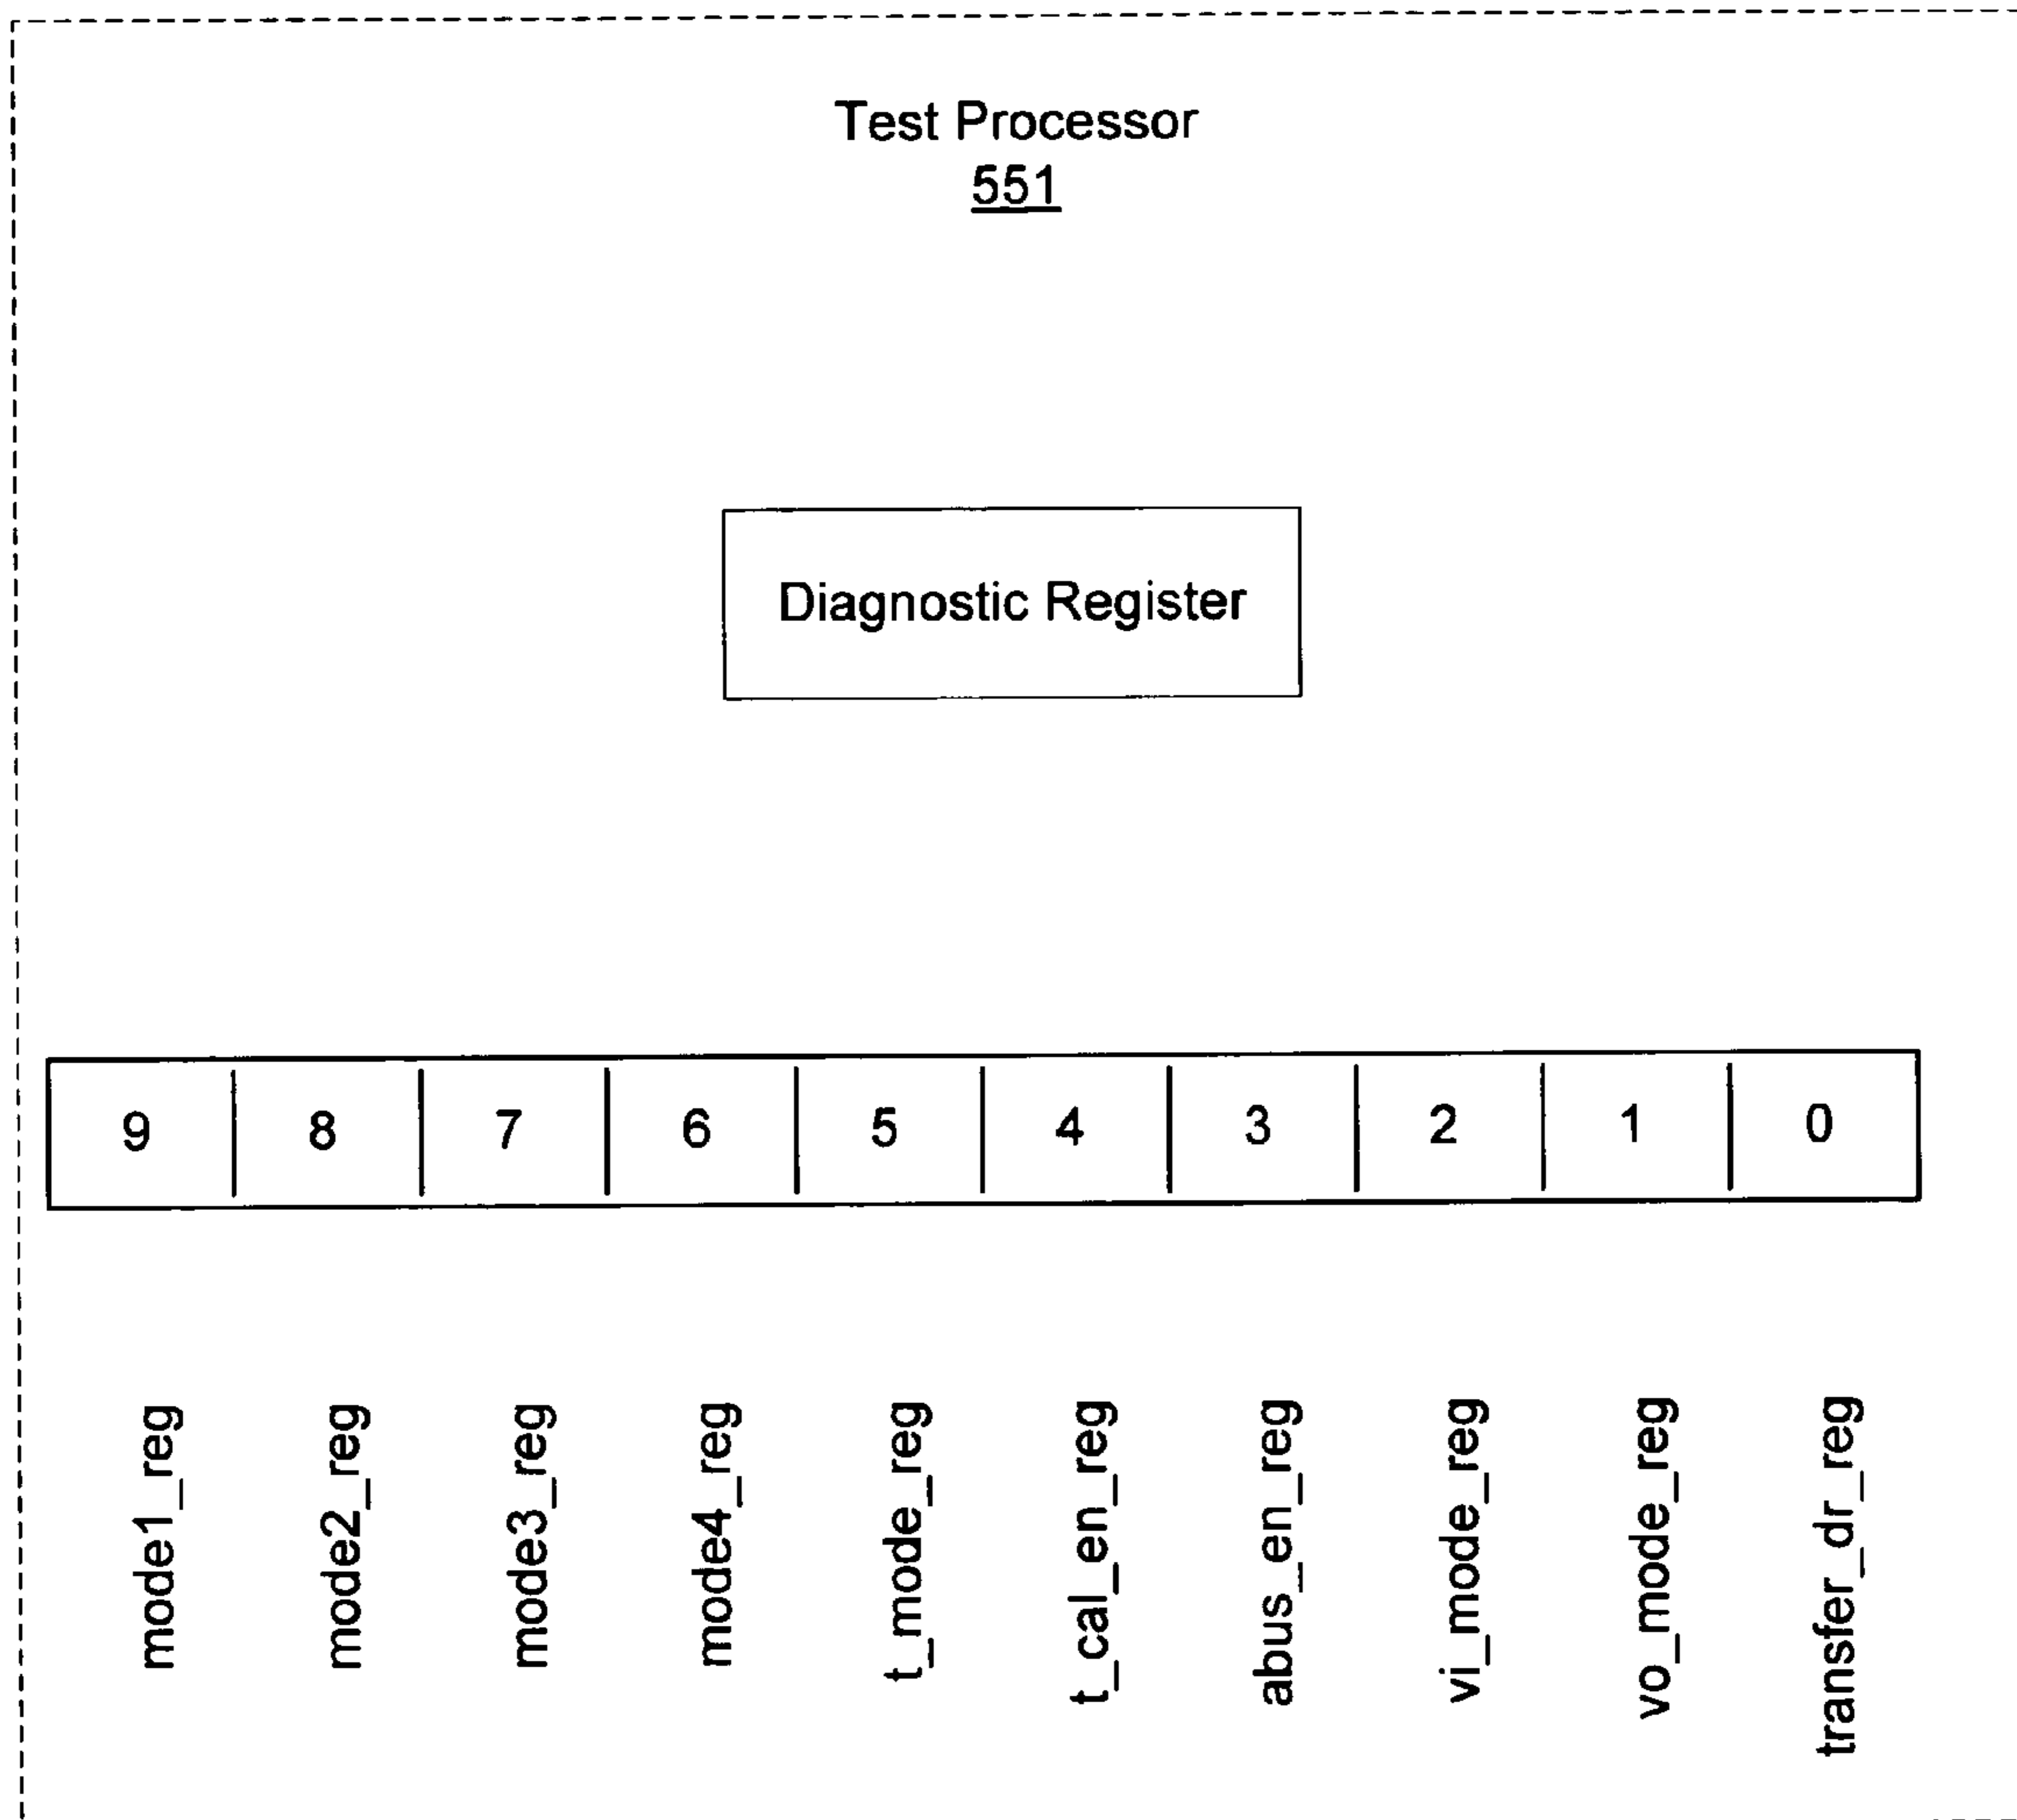 Test Processor
551
Diagnostic Register
9 8 7 6 5 4 3 2 1 0
mode1_reg
mode2_reg
mode3_reg
mode4_reg
t_mode_reg
t_cal_en_reg
abus_en_reg
vi_mode_reg
vo_mode_reg
transfer_dr_reg